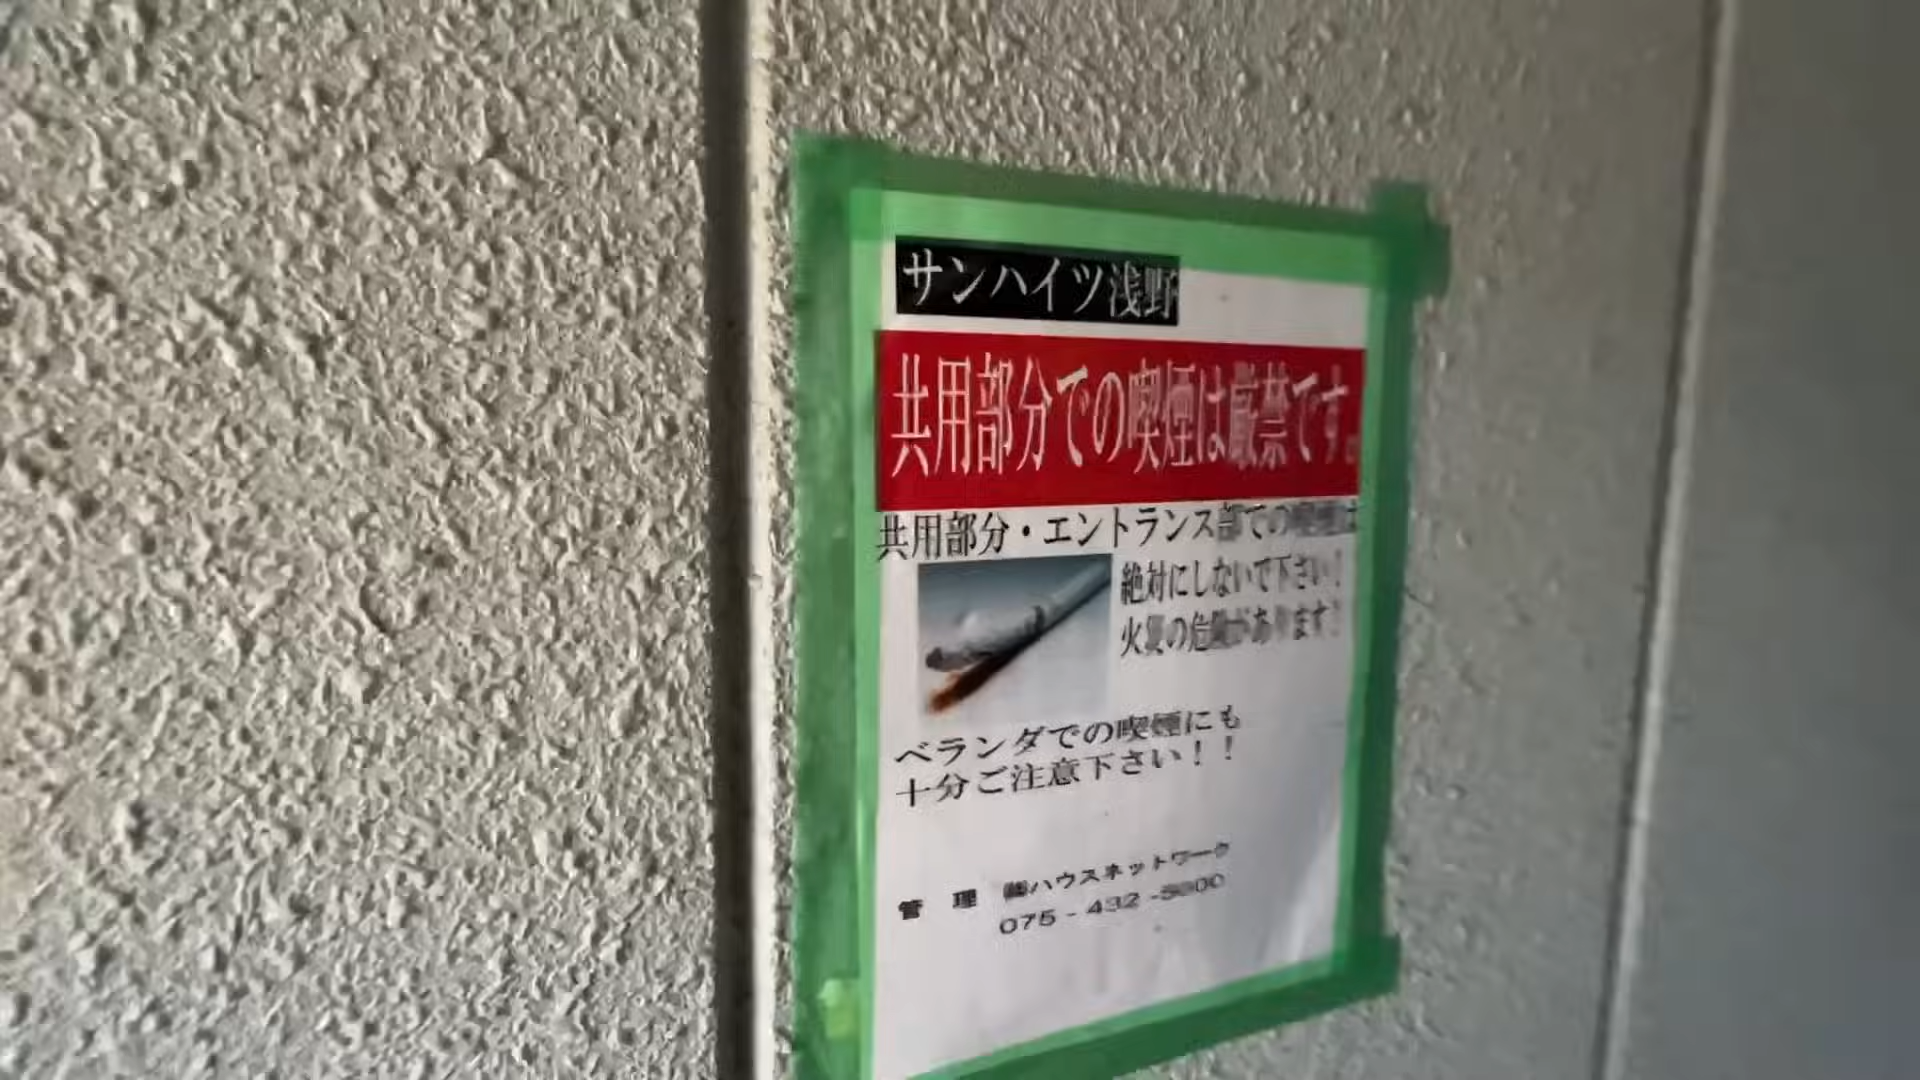 サンハイツ浅野
共用部分での喫煙は厳禁です。
共用部分・エントランス部での喫煙は
絶対にしないで下さい!
火災の危険があります!
ベランダでの喫煙にも
十分ご注意下さい!!
管 理 ㈱ハウスネットワーク
075-432-